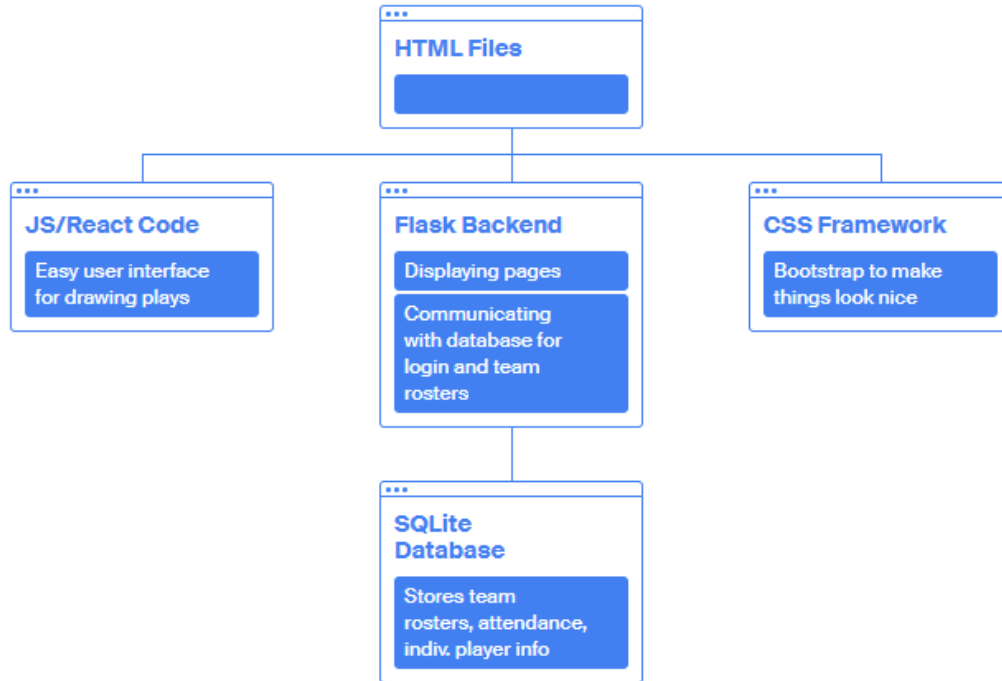 HTML Files
JS/React Code
Easy user interface
for drawing plays
Flask Backend
Displaying pages
Communicating
with database for
login and team
rosters
CSS Framework
Bootstrap to make
things look nice
SQLite
Database
Stores team
rosters, attendance,
indiv. player info